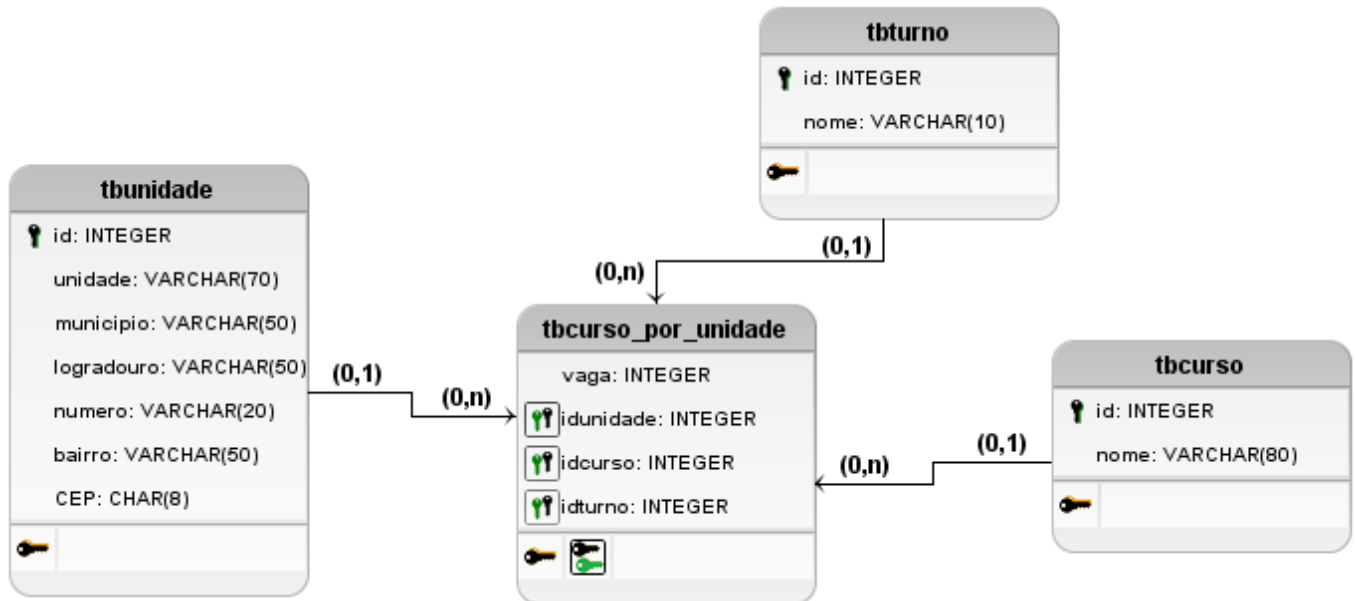 tbturno
id: INTEGER
nome: VARCHAR(10)
tbunidade
id: INTEGER
unidade: VARCHAR(70)
municipio: VARCHAR(50)
logradouro: VARCHAR(50)
numero: VARCHAR(20)
bairro: VARCHAR(50)
CEP: CHAR(8)
(0,1)
(0,n)
(0,1)
(0,n)
tbcurso_por_unidade
vaga: INTEGER
idunidade: INTEGER
idcurso: INTEGER
idturno: INTEGER
(0,n)
(0,1)
tbcurso
id: INTEGER
nome: VARCHAR(80)